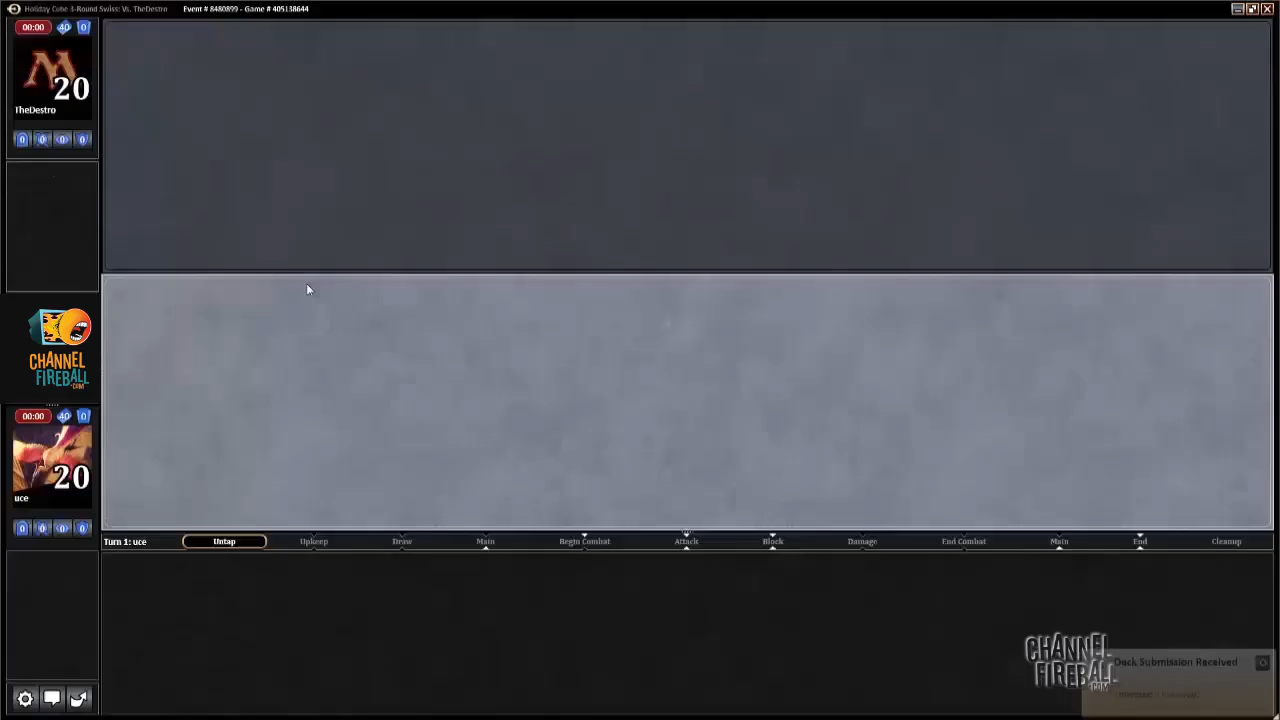 Holiday Cube 3-Round Swiss: Vs. TheDestro Event # 8480899 - Game # 405138644
00:00 40 0
M
20
TheDestro
0 0 0 0
CHANNEL
FIREBALL
.COM
00:00 40 0
20
uce
0 0 0 0
Turn 1: uce Untap Upkeep Draw Main Begin Combat Attack Block Damage End Combat Main End Cleanup
CHANNEL
FIREBALL
.COM
Deck Submission Received